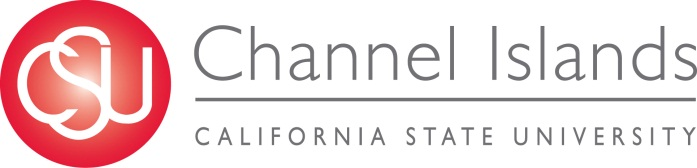 CSU
Channel Islands
CALIFORNIA STATE UNIVERSITY